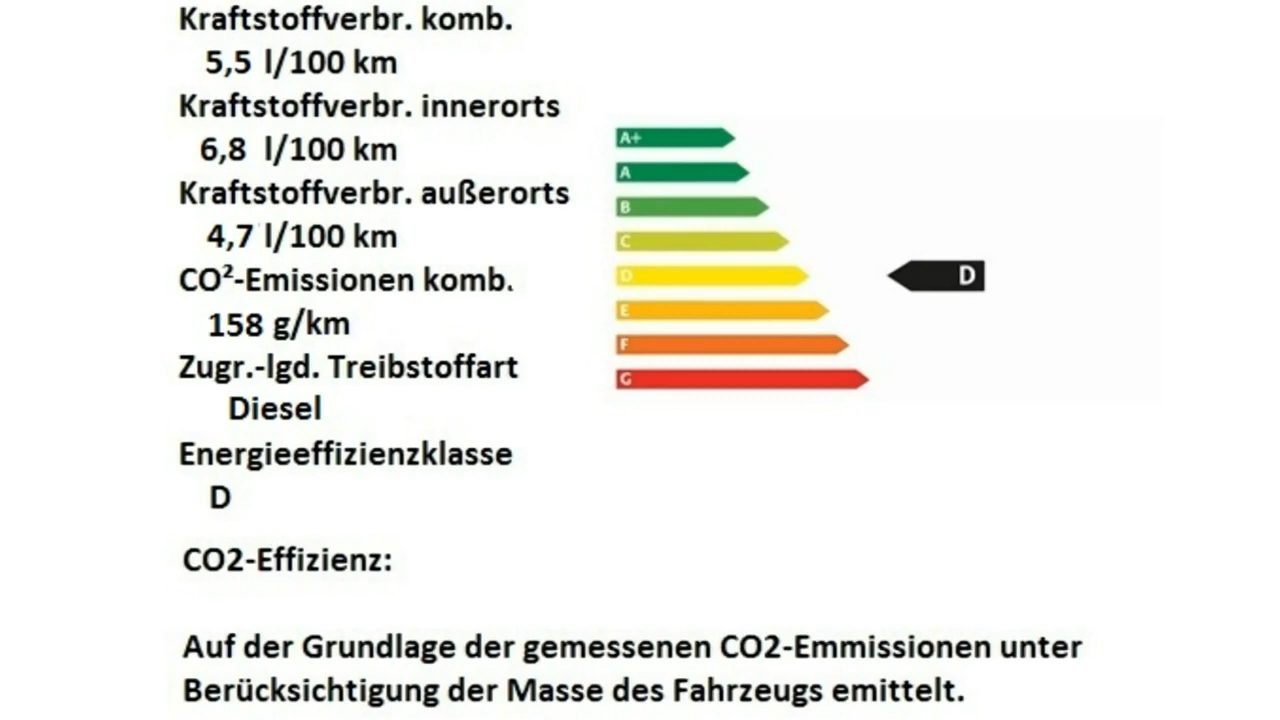 Kraftstoffverbr. komb.
5,5 l/100 km
Kraftstoffverbr. innerorts
6,8 l/100 km
Kraftstoffverbr. außerorts
4,7 l/100 km
CO²-Emissionen komb.
158 g/km
Zugr.-lgd. Treibstoffart
Diesel
Energieeffizienzklasse
D
A+
A
B
C
D
D
E
F
G
CO2-Effizienz:
Auf der Grundlage der gemessenen CO2-Emmissionen unter
Berücksichtigung der Masse des Fahrzeugs emittelt.